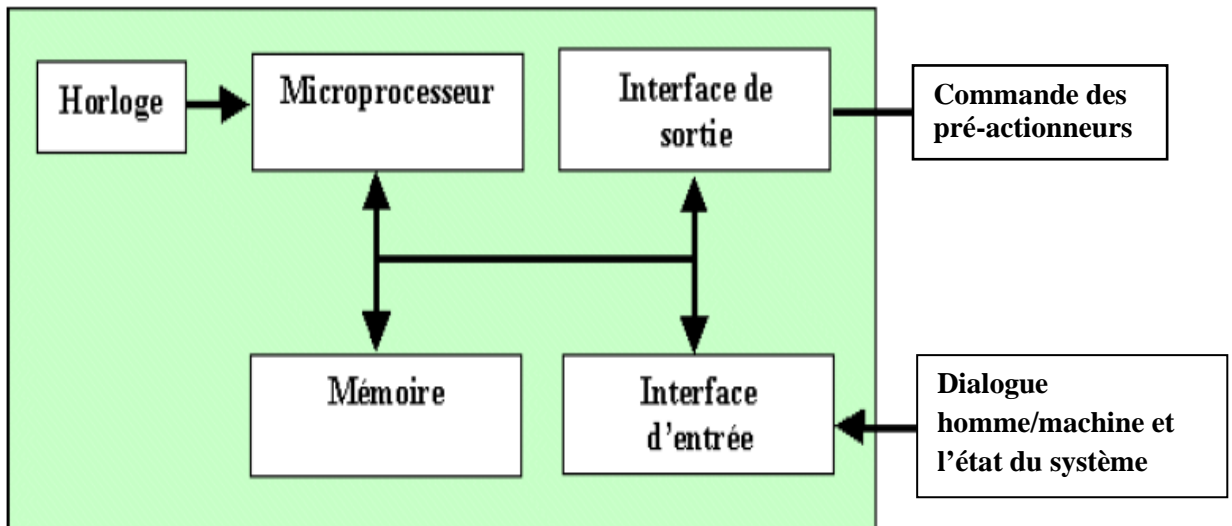 Horloge
Microprocesseur
Interface de
sortie
Commande des
pré-actionneurs
Mémoire
Interface
d'entrée
Dialogue
homme/machine et
l'état du système